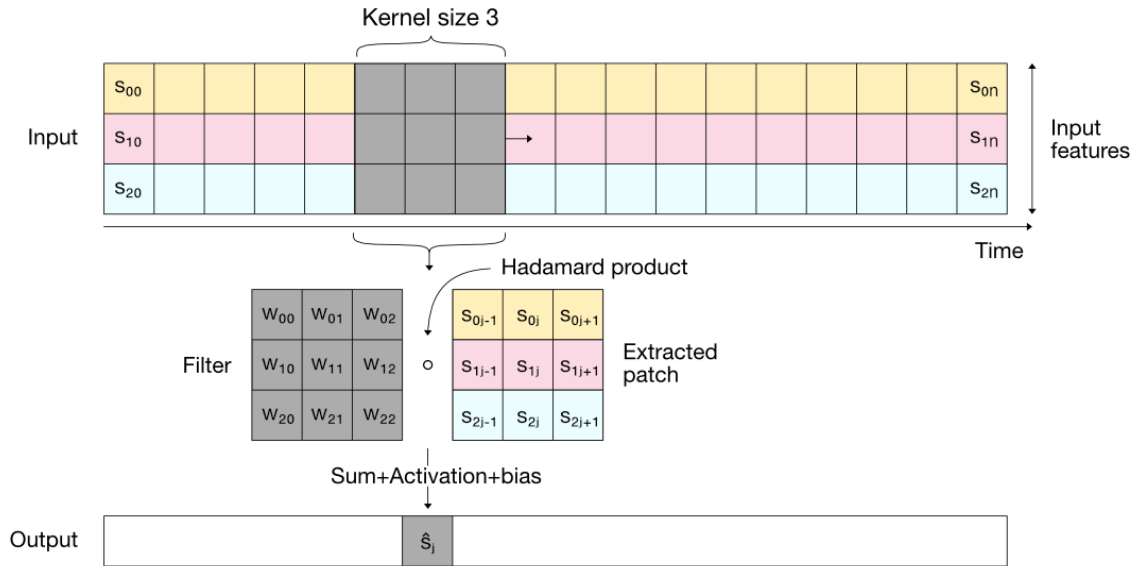 Kernel size 3
s₀₀ s₀ₙ
Input s₁₀ s₁ₙ Input
features
s₂₀ s₂ₙ
Time
Hadamard product
w₀₀ w₀₁ w₀₂ s₀ⱼ₋₁ s₀ⱼ s₀ⱼ₊₁
Filter w₁₀ w₁₁ w₁₂ ∘ s₁ⱼ₋₁ s₁ⱼ s₁ⱼ₊₁ Extracted
patch
w₂₀ w₂₁ w₂₂ s₂ⱼ₋₁ s₂ⱼ s₂ⱼ₊₁
Sum+Activation+bias
Output ŝⱼ